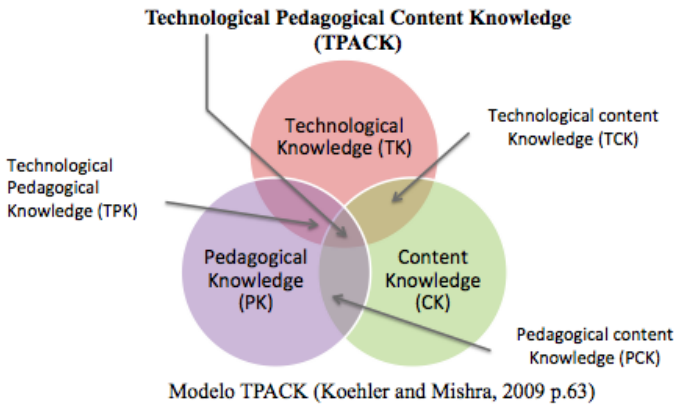 Technological Pedagogical Content Knowledge
(TPACK)
Technological
Knowledge (TK)
Technological content
Knowledge (TCK)
Technological
Pedagogical
Knowledge (TPK)
Pedagogical
Knowledge
(PK)
Content
Knowledge
(CK)
Pedagogical content
Knowledge (PCK)
Modelo TPACK (Koehler and Mishra, 2009 p.63)